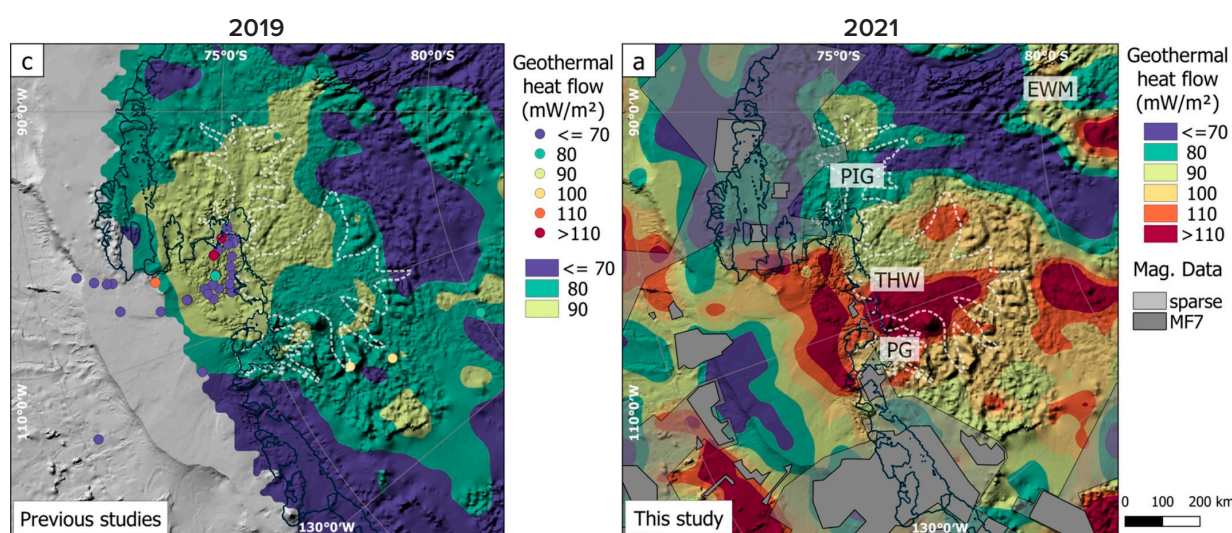 2019
c
75°0'S
80°0'S
90°0'W
110°0'W
130°0'W
Previous studies
Geothermal
heat flow
(mW/m²)
<= 70
80
90
100
110
>110
<= 70
80
90
2021
a
75°0'S
80°0'S
90°0'W
110°0'W
130°0'W
EWM
PIG
THW
PG
This study
Geothermal
heat flow
(mW/m²)
<=70
80
90
100
110
>110
Mag. Data
sparse
MF7
0 100 200 km